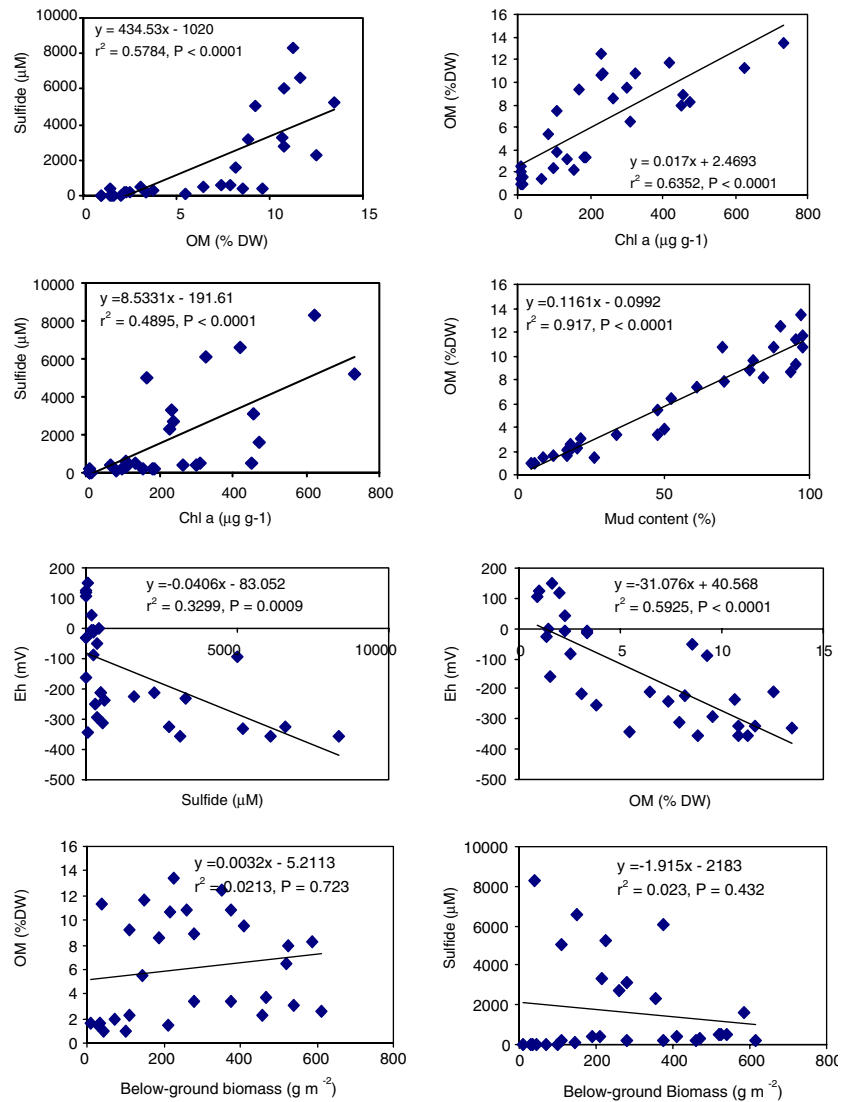 y = 434.53x - 1020
r² = 0.5784, P < 0.0001
Sulfide (μM)
10000
8000
6000
4000
2000
0
0 5 10 15
OM (% DW)
OM (%DW)
16
14
12
10
8
6
4
2
0
y = 0.017x + 2.4693
r² = 0.6352, P < 0.0001
0 200 400 600 800
Chl a (μg g-1)
y =8.5331x - 191.61
r² = 0.4895, P < 0.0001
Sulfide (μM)
10000
8000
6000
4000
2000
0
0 200 400 600 800
Chl a (μg g-1)
y =0.1161x - 0.0992
r² = 0.917, P < 0.0001
OM (%DW)
16
14
12
10
8
6
4
2
0
0 50 100
Mud content (%)
y =-0.0406x - 83.052
r² = 0.3299, P = 0.0009
Eh (mV)
200
100
0
-100
-200
-300
-400
-500
0 5000 10000
Sulfide (μM)
y =-31.076x + 40.568
r² = 0.5925, P < 0.0001
Eh (mV)
200
100
0
-100
-200
-300
-400
-500
0 5 10 15
OM (% DW)
y =0.0032x - 5.2113
r² = 0.0213, P = 0.723
OM (%DW)
16
14
12
10
8
6
4
2
0
0 200 400 600 800
Below-ground biomass (g m⁻²)
y=-1.915x - 2183
r² = 0.023, P = 0.432
Sulfide (μM)
10000
8000
6000
4000
2000
0
0 200 400 600 800
Below-ground Biomass (g m⁻²)